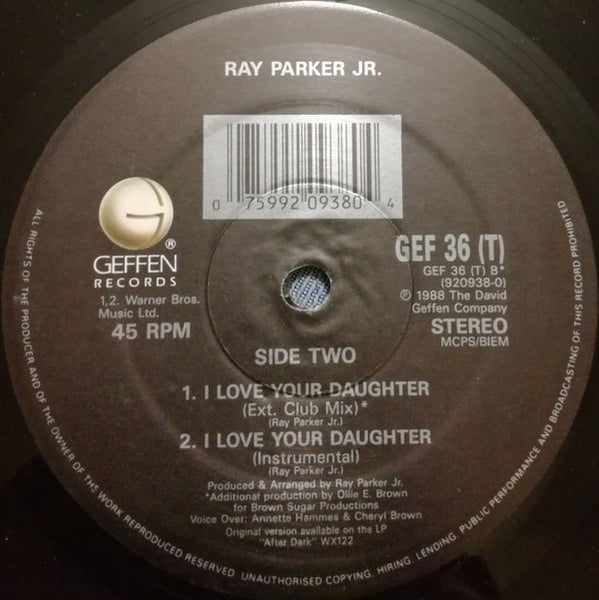 RAY PARKER JR.
0 75992 09380 4
G
®
GEFFEN
RECORDS
1,2. Warner Bros.
Music Ltd.
45 RPM
GEF 36 (T)
GEF 36 (T) B*
(920938-0)
℗ 1988 The David
Geffen Company
STEREO
MCPS/BIEM
SIDE TWO
1. I LOVE YOUR DAUGHTER
(Ext. Club Mix)*
(Ray Parker Jr.)
2. I LOVE YOUR DAUGHTER
(Instrumental)
(Ray Parker Jr.)
Produced & Arranged by Ray Parker Jr.
*Additional production by Ollie E. Brown
for Brown Sugar Productions
Voice Over: Annette Hammes & Cheryl Brown
Original version available on the LP
"After Dark" WX122
ALL RIGHTS OF THE PRODUCER AND OF THE OWNER OF THE WORK REPRODUCED RESERVED UNAUTHORISED COPYING, HIRING, LENDING, PUBLIC PERFORMANCE AND BROADCASTING OF THIS RECORD PROHIBITED